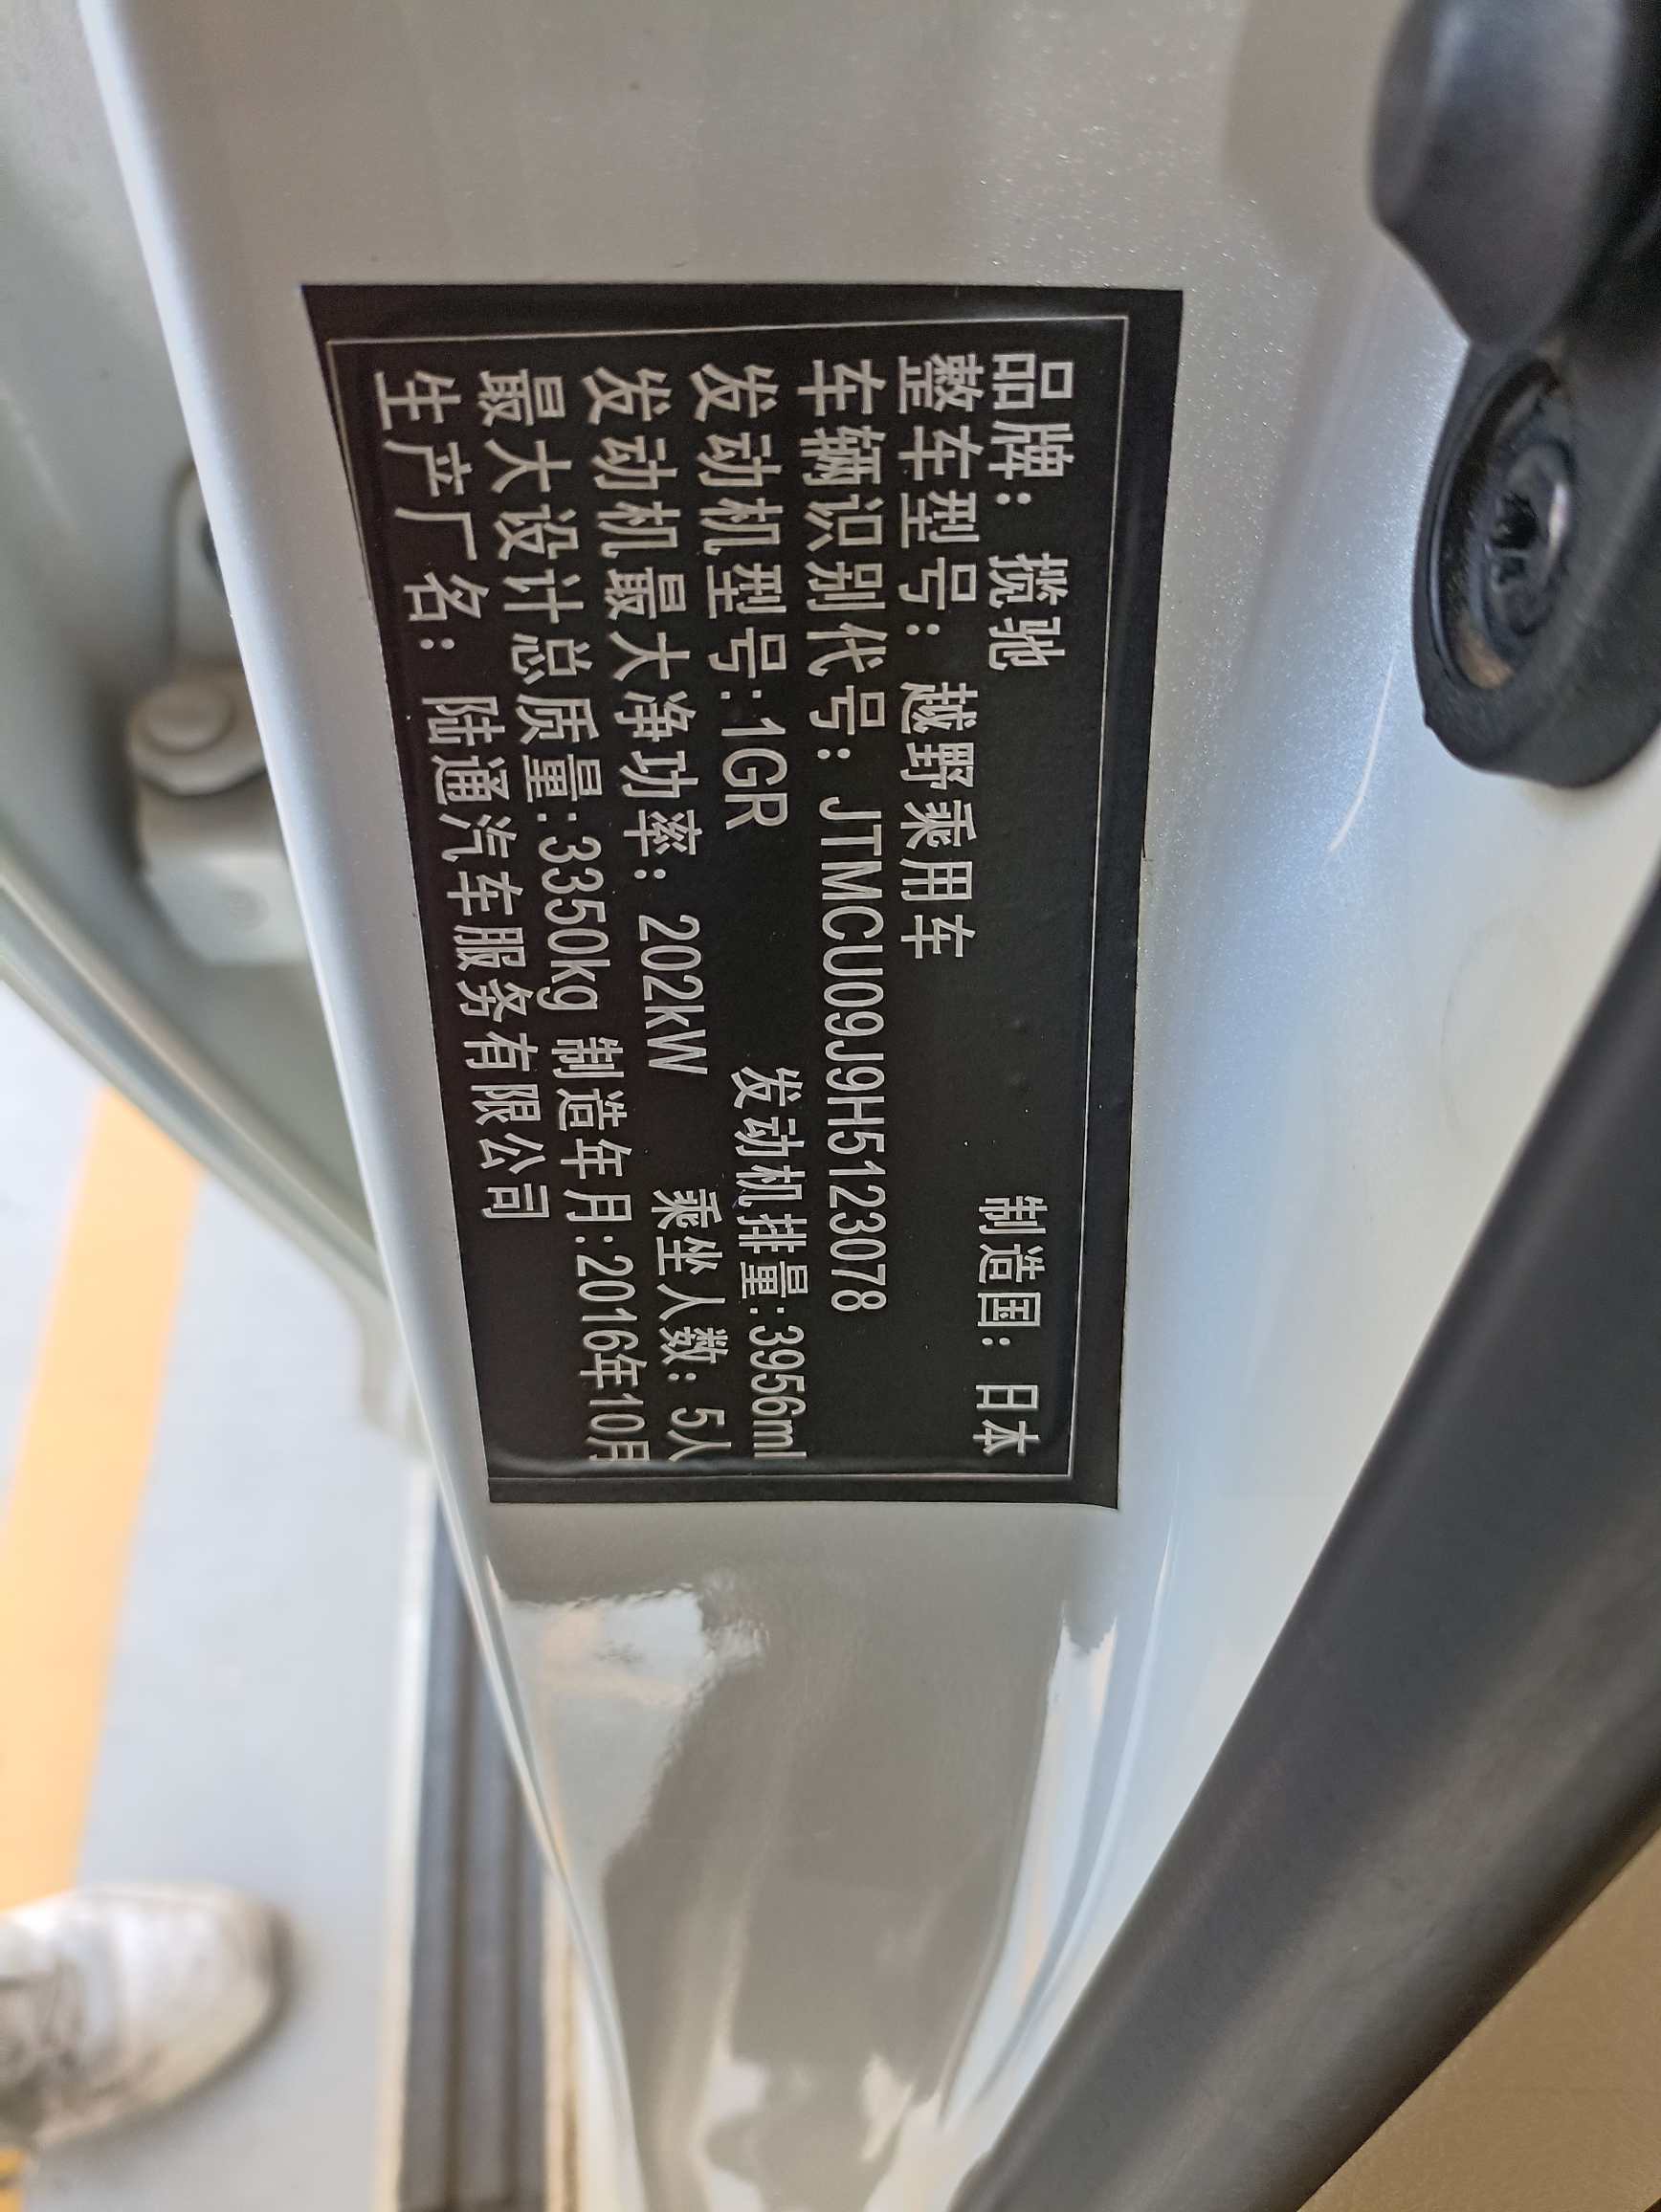 品牌：揽驰 制造国：日本
整车型号：越野乘用车
车辆识别代号：JTMCU09J9H5123078
发动机型号：1GR 发动机排量：3956ml
发动机最大净功率：202kW 乘坐人数：5人
最大设计总质量：3350kg 制造年月：2016年10月
生产厂名：陆通汽车服务有限公司